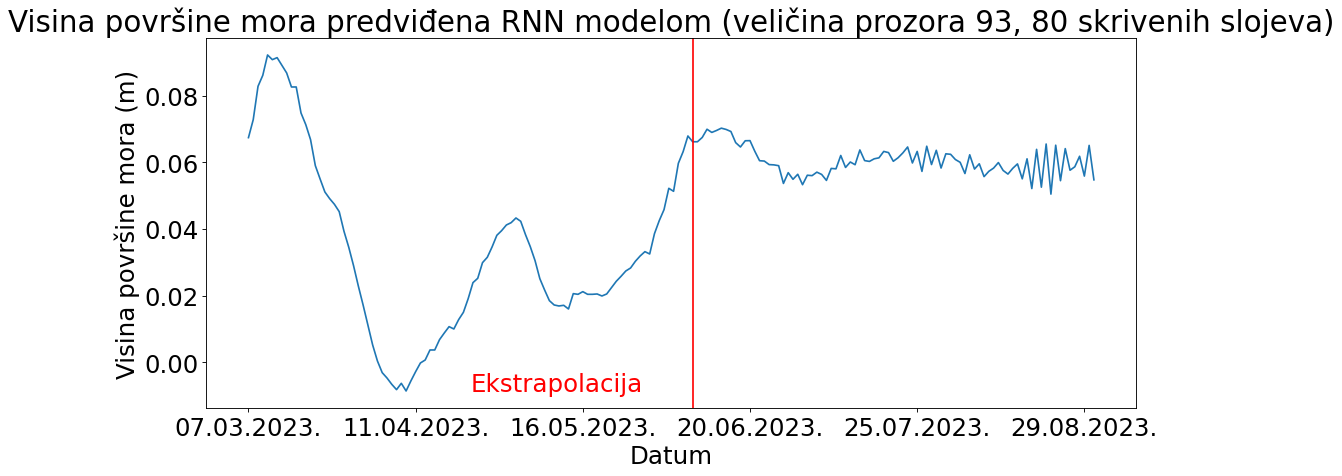 Visina površine mora predviđena RNN modelom (veličina prozora 93, 80 skrivenih slojeva)
Visina površine mora (m)
0.08
0.06
0.04
0.02
0.00
Ekstrapolacija
07.03.2023. 11.04.2023. 16.05.2023. 20.06.2023. 25.07.2023. 29.08.2023.
Datum